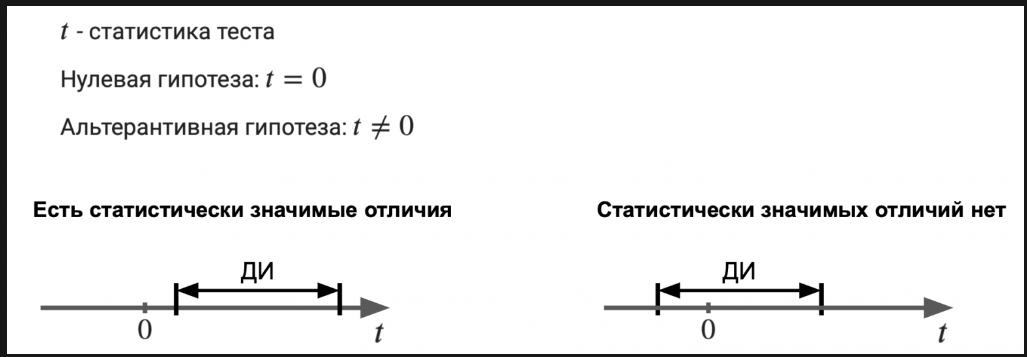 t - статистика теста
Нулевая гипотеза: t = 0
Альтерантивная гипотеза: t ≠ 0
Есть статистически значимые отличия
Статистически значимых отличий нет
ДИ
ДИ
0
t
0
t